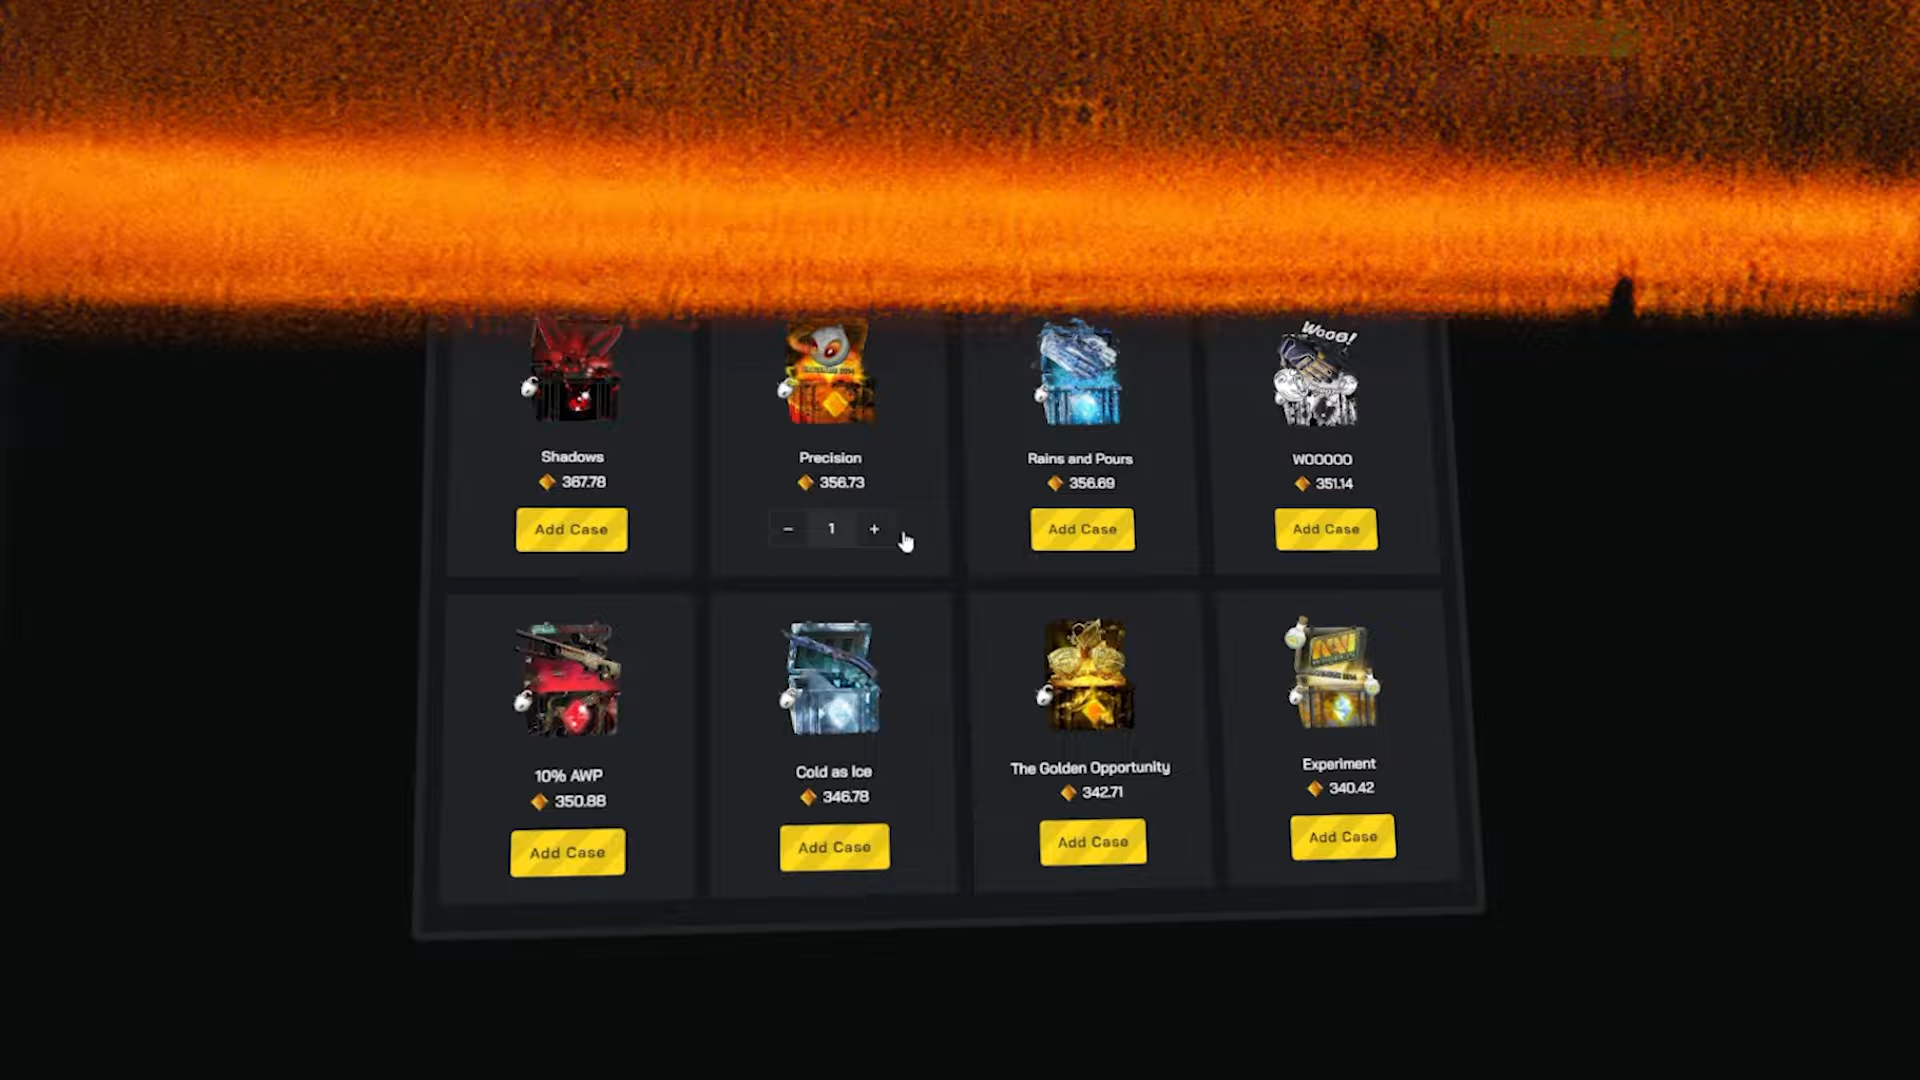 Wooo!
Shadows
367.78
Add Case
Precision
356.73
− 1 +
Rains and Pours
356.69
Add Case
WOOOOO
351.14
Add Case
10% AWP
350.88
Add Case
Cold as Ice
346.78
Add Case
The Golden Opportunity
342.71
Add Case
Experiment
340.42
Add Case